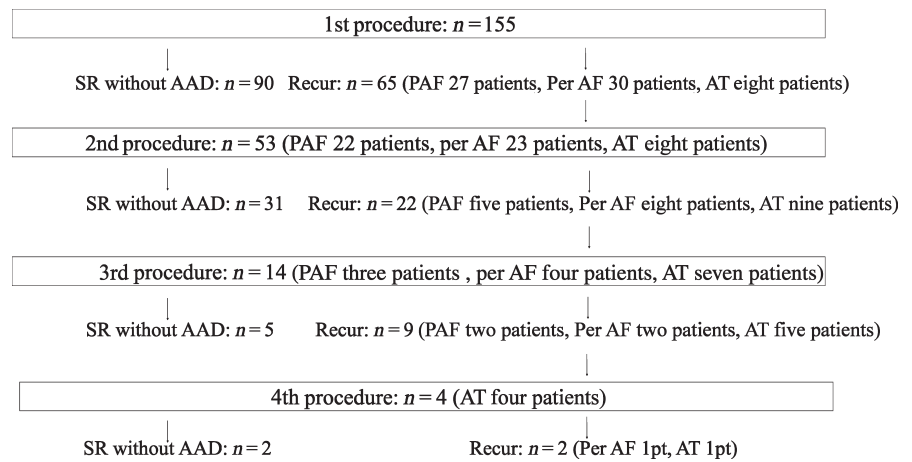 1st procedure: n = 155
SR without AAD: n = 90 Recur: n = 65 (PAF 27 patients, Per AF 30 patients, AT eight patients)
2nd procedure: n = 53 (PAF 22 patients, per AF 23 patients, AT eight patients)
SR without AAD: n = 31 Recur: n = 22 (PAF five patients, Per AF eight patients, AT nine patients)
3rd procedure: n = 14 (PAF three patients , per AF four patients, AT seven patients)
SR without AAD: n = 5 Recur: n = 9 (PAF two patients, Per AF two patients, AT five patients)
4th procedure: n = 4 (AT four patients)
SR without AAD: n = 2 Recur: n = 2 (Per AF 1pt, AT 1pt)